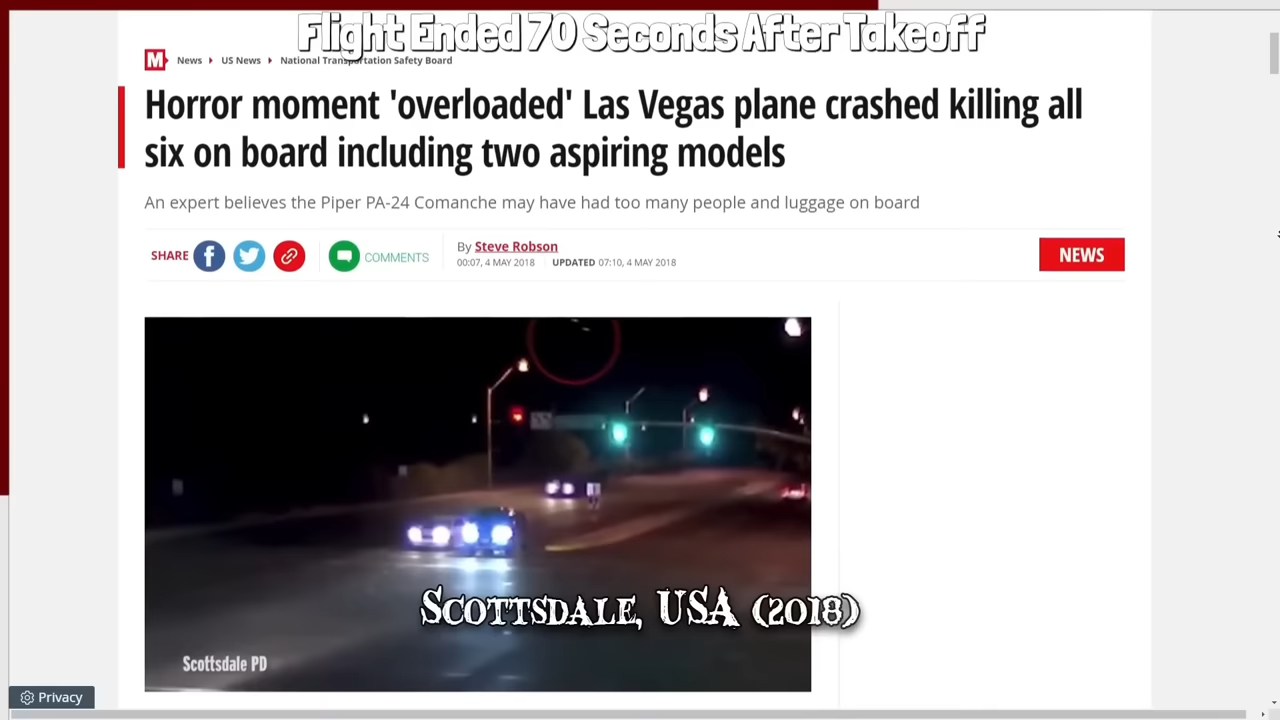 Flight Ended 70 Seconds After Takeoff
M News US News National Transportation Safety Board
Horror moment 'overloaded' Las Vegas plane crashed killing all
six on board including two aspiring models
An expert believes the Piper PA-24 Comanche may have had too many people and luggage on board
SHARE COMMENTS By Steve Robson
00:07, 4 MAY 2018 UPDATED 07:10, 4 MAY 2018
NEWS
SCOTTSDALE, USA (2018)
Scottsdale PD
Privacy